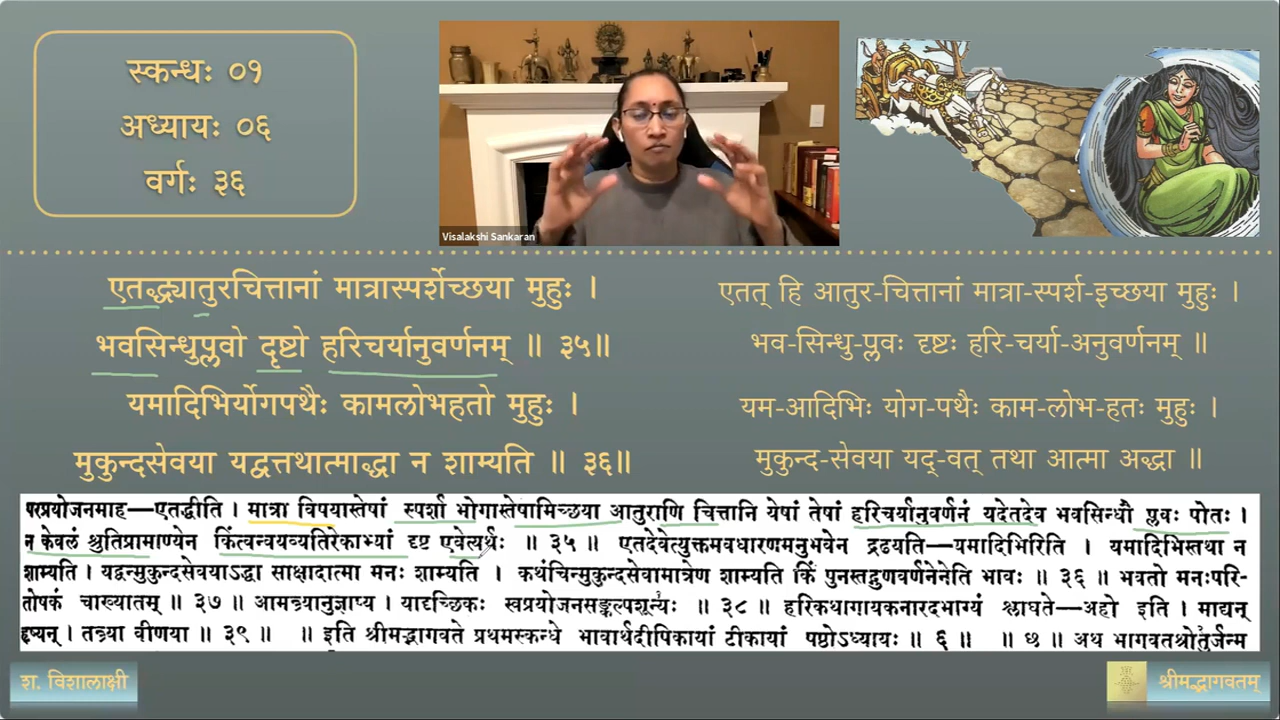 स्कन्धः ०१
अध्यायः ०६
वर्गः ३६
Visalakshi Sankaran
एतद्ध्यातुरचित्तानां मात्रास्पर्शेच्छया मुहुः ।
भवसिन्धुप्लवो दृष्टो हरिचर्यानुवर्णनम् ॥ ३५॥
यमादिभिर्योगपथैः कामलोभहतो मुहुः ।
मुकुन्दसेवया यद्वत्तथात्माद्धा न शाम्यति ॥ ३६॥
एतत् हि आतुर-चित्तानां मात्रा-स्पर्श-इच्छया मुहुः ।
भव-सिन्धु-प्लवः दृष्टः हरि-चर्या-अनुवर्णनम् ॥
यम-आदिभिः योग-पथैः काम-लोभ-हतः मुहुः ।
मुकुन्द-सेवया यद्-वत् तथा आत्मा अद्धा ॥
परप्रयोजनमाह—एतद्धीति । मात्रा विषयास्तेषां स्पर्शा भोगास्तेषामिच्छया आतुराणि चित्तानि येषां तेषां हरिचर्यानुवर्णनं यदेतदेव भवसिन्धौ प्लवः पोतः ।
न केवलं श्रुतिप्रामाण्येन किंत्वन्वयव्यतिरेकाभ्यां दृष्ट एवेत्यर्थः ॥ ३५ ॥ एतदेवेत्युक्तमवधारणमनुभवेन द्रढयति—यमादिभिरिति । यमादिभिस्तथा न
शाम्यति । यद्वन्मुकुन्दसेवयाऽद्धा साक्षादात्मा मनः शाम्यति । कथंचिन्मुकुन्दसेवामात्रेण शाम्यति किं पुनस्तद्गुणवर्णनेनेति भावः ॥ ३६ ॥ भवतो मनःपरि-
तोषकं चाख्यातम् ॥ ३७ ॥ आमन्त्र्यानुज्ञाप्य । यादृच्छिकः स्वप्रयोजनसङ्कल्पशून्यः ॥ ३८ ॥ हरिकथागायकनारदभाग्यं श्लाघते—अहो इति । माद्यन्
हृष्यन् । तन्त्र्या वीणया ॥ ३९ ॥ ॥ इति श्रीमद्भागवते प्रथमस्कन्धे भावार्थदीपिकायां टीकायां षष्ठोऽध्यायः ॥ ६ ॥ ॥ छ ॥ अथ भागवतश्रोतुर्जन्म
श. विशालाक्षी
श्रीमद्भागवतम्